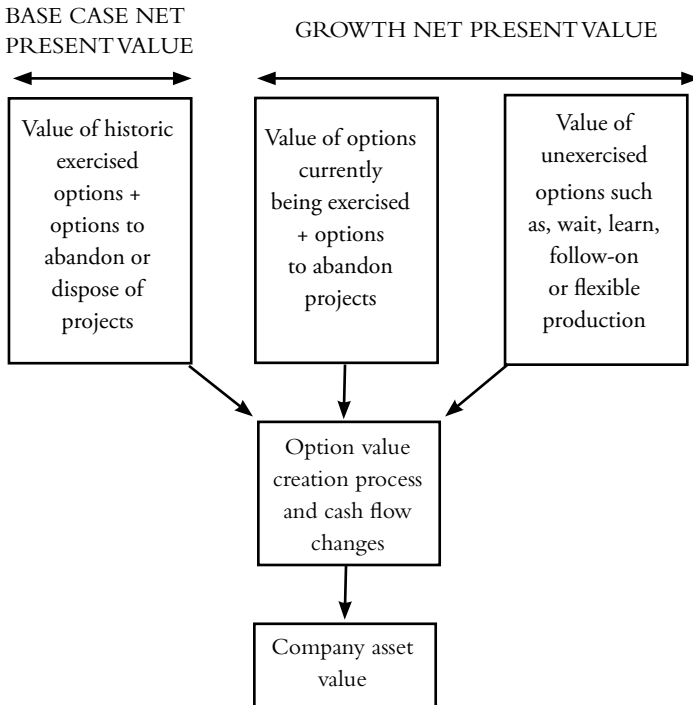 BASE CASE NET
PRESENT VALUE
GROWTH NET PRESENT VALUE
Value of historic
exercised
options +
options to
abandon or
dispose of
projects
Value of options
currently
being exercised
+ options
to abandon
projects
Value of
unexercised
options such
as, wait, learn,
follow-on
or flexible
production
Option value
creation process
and cash flow
changes
Company asset
value